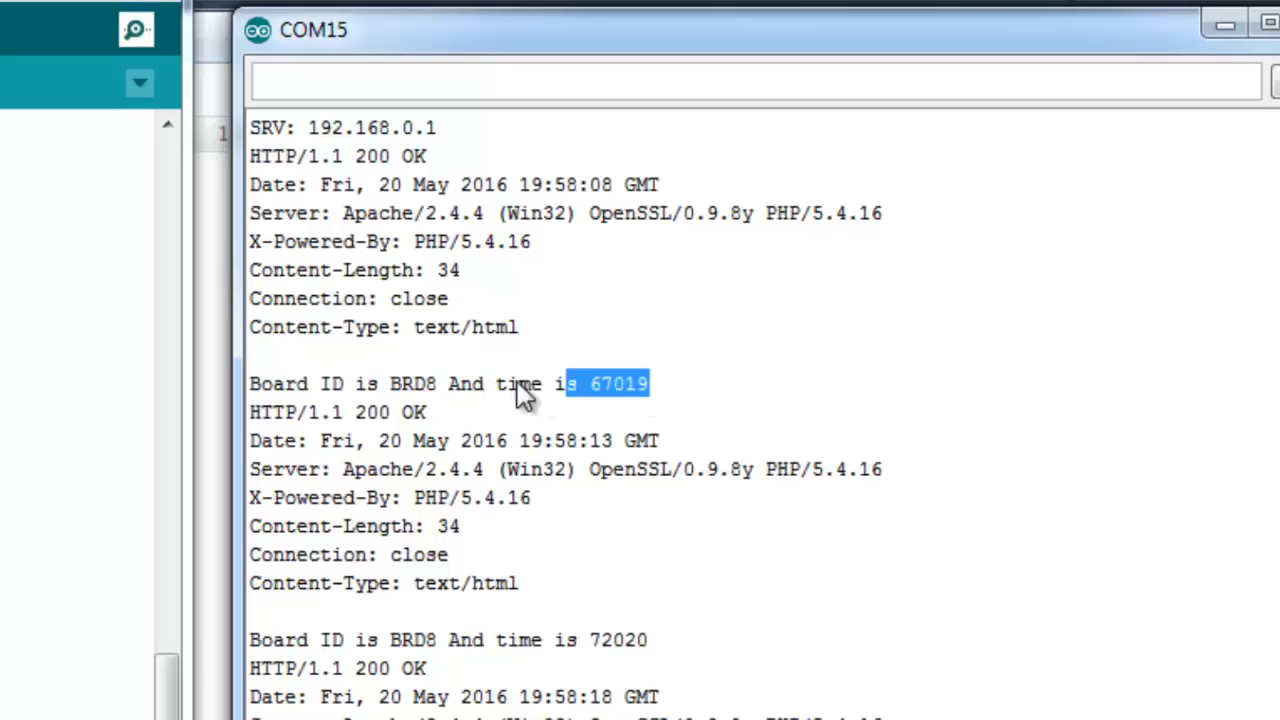 COM15
1
SRV: 192.168.0.1
HTTP/1.1 200 OK
Date: Fri, 20 May 2016 19:58:08 GMT
Server: Apache/2.4.4 (Win32) OpenSSL/0.9.8y PHP/5.4.16
X-Powered-By: PHP/5.4.16
Content-Length: 34
Connection: close
Content-Type: text/html
Board ID is BRD8 And time is 67019
HTTP/1.1 200 OK
Date: Fri, 20 May 2016 19:58:13 GMT
Server: Apache/2.4.4 (Win32) OpenSSL/0.9.8y PHP/5.4.16
X-Powered-By: PHP/5.4.16
Content-Length: 34
Connection: close
Content-Type: text/html
Board ID is BRD8 And time is 72020
HTTP/1.1 200 OK
Date: Fri, 20 May 2016 19:58:18 GMT